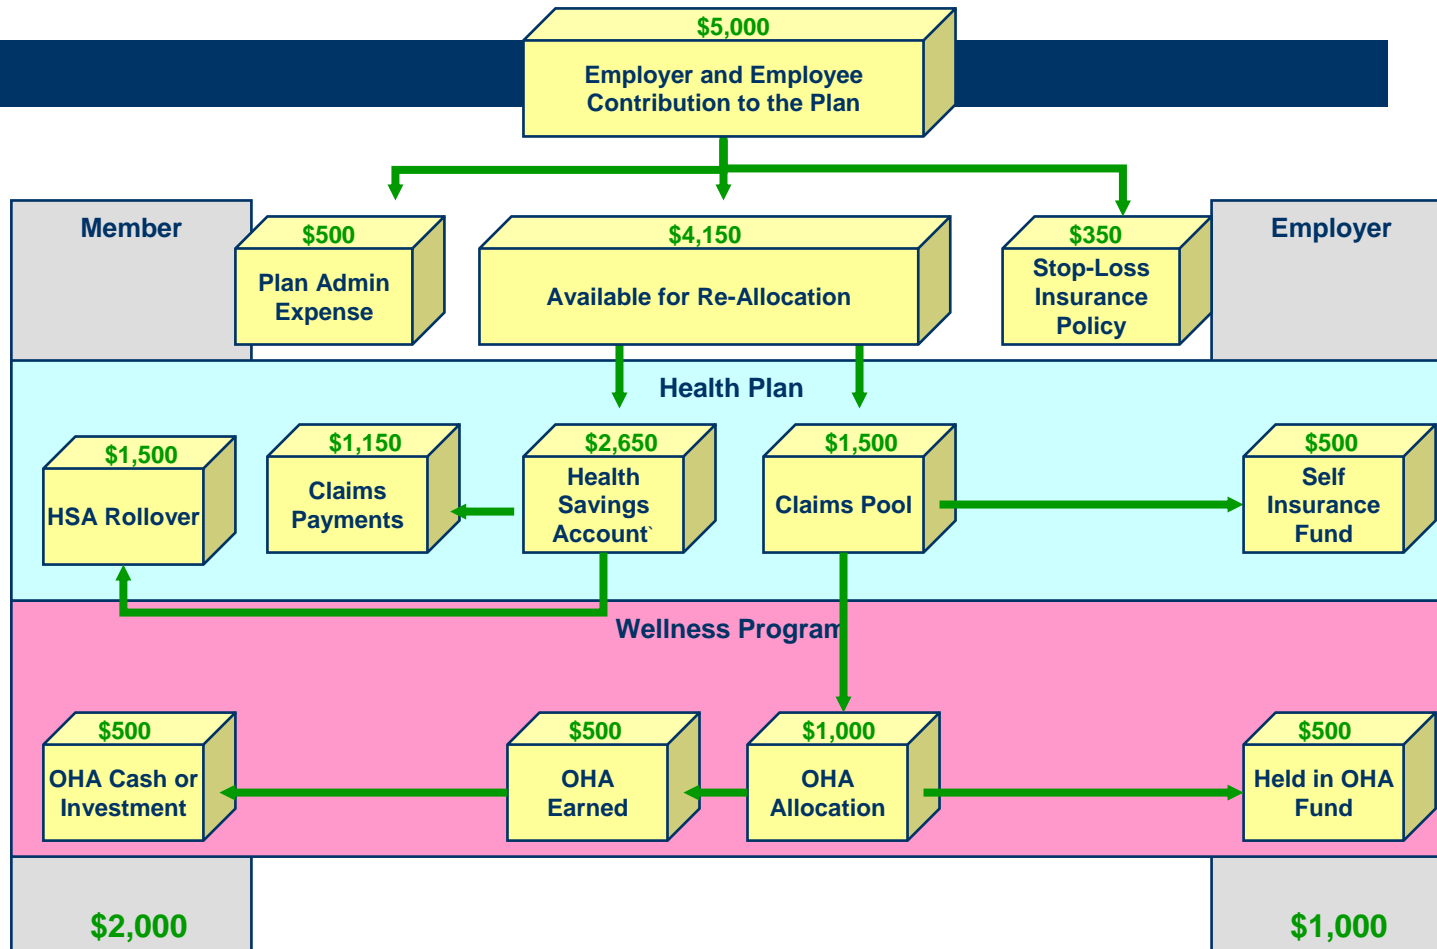 $5,000
Employer and Employee
Contribution to the Plan
Member
Employer
$500
Plan Admin
Expense
$4,150
Available for Re-Allocation
$350
Stop-Loss
Insurance
Policy
Health Plan
$1,500
HSA Rollover
$1,150
Claims
Payments
$2,650
Health
Savings
Account`
$1,500
Claims Pool
$500
Self
Insurance
Fund
Wellness Program
$500
OHA Cash or
Investment
$500
OHA
Earned
$1,000
OHA
Allocation
$500
Held in OHA
Fund
$2,000
$1,000